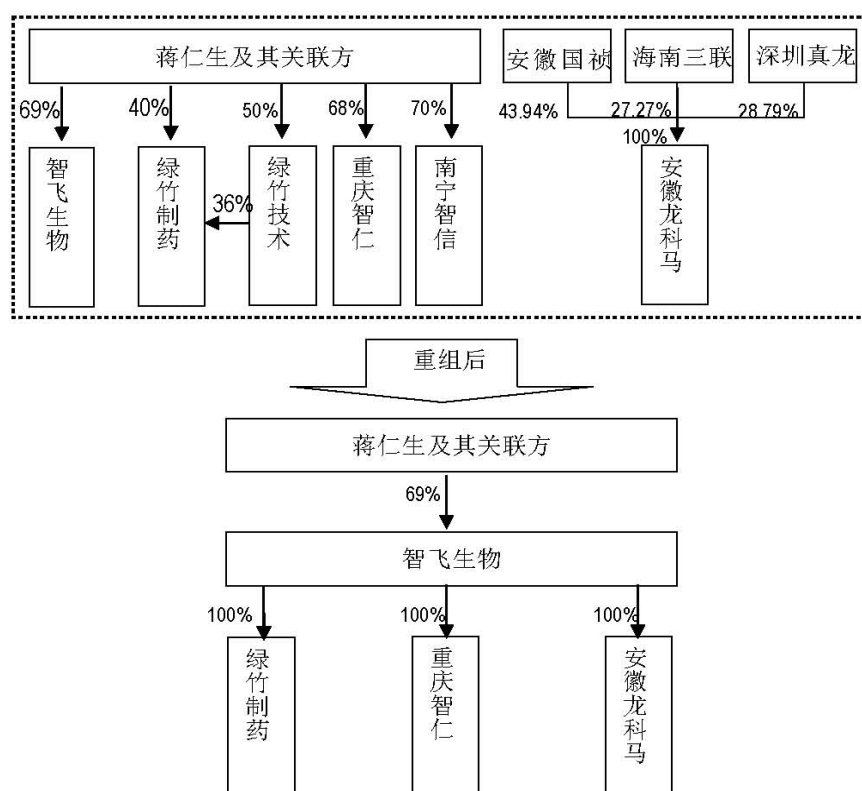 蒋仁生及其关联方
安徽国祯
海南三联
深圳真龙
69%
40%
50%
68%
70%
43.94%
27.27%
28.79%
100%
智飞生物
绿竹制药
36%
绿竹技术
重庆智仁
南宁智信
安徽龙科马
重组后
蒋仁生及其关联方
69%
智飞生物
100%
100%
100%
绿竹制药
重庆智仁
安徽龙科马